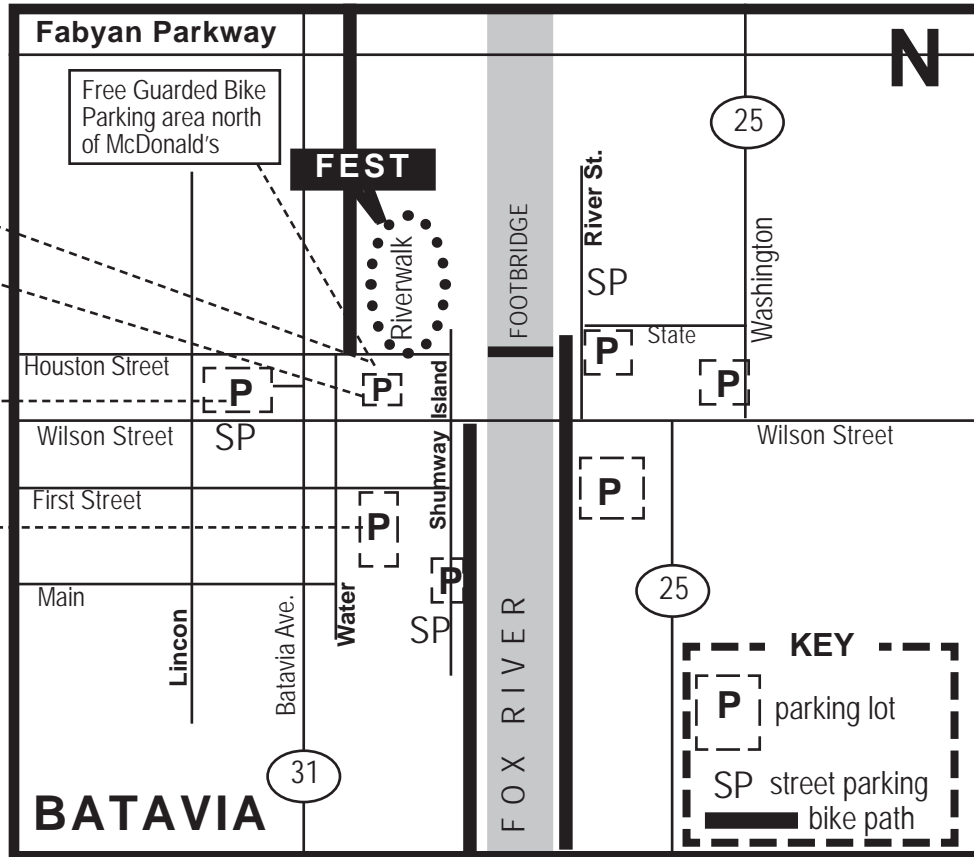 Fabyan Parkway
N
Free Guarded Bike
Parking area north
of McDonald's
25
FEST
River St.
FOOTBRIDGE
Riverwalk
Washington
SP
State
P
Houston Street
P
P
P
Shumway Island
Wilson Street
SP
Wilson Street
First Street
P
P
P
25
Main
Lincon
Batavia Ave.
Water
SP
FOX RIVER
KEY
P parking lot
SP street parking
bike path
31
BATAVIA